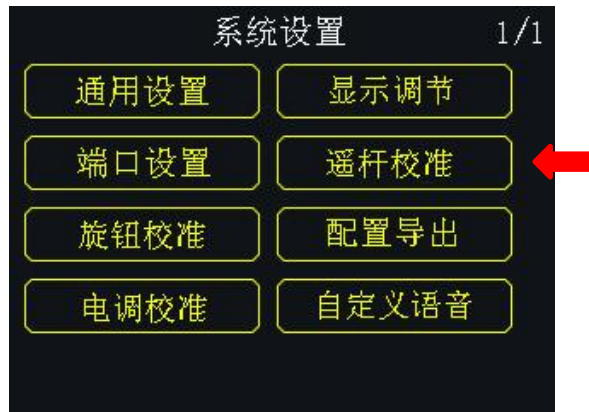 系统设置 1/1
通用设置 显示调节
端口设置 遥杆校准
旋钮校准 配置导出
电调校准 自定义语音